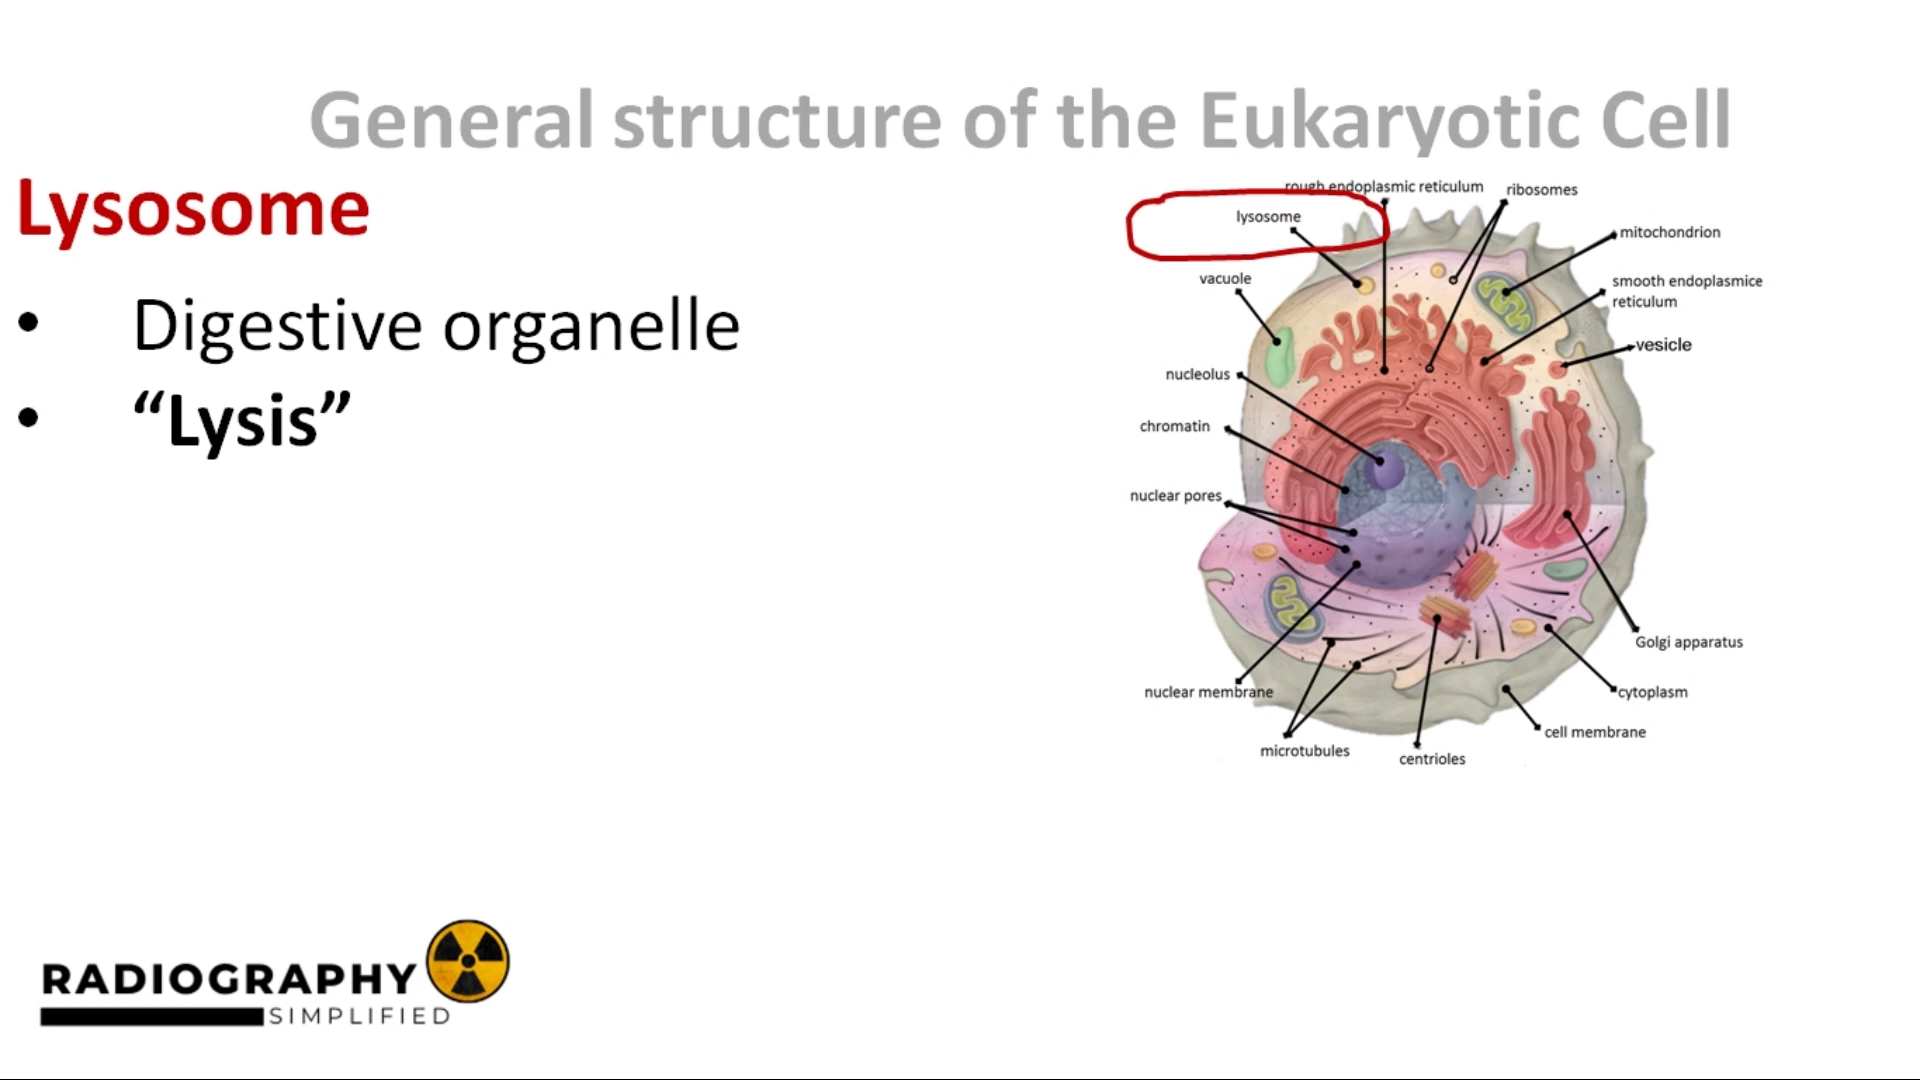 General structure of the Eukaryotic Cell
Lysosome
• Digestive organelle
• “Lysis”
rough endoplasmic reticulum
ribosomes
lysosome
mitochondrion
vacuole
smooth endoplasmice
reticulum
vesicle
nucleolus
chromatin
nuclear pores
Golgi apparatus
nuclear membrane
cytoplasm
cell membrane
microtubules
centrioles
RADIOGRAPHY
SIMPLIFIED